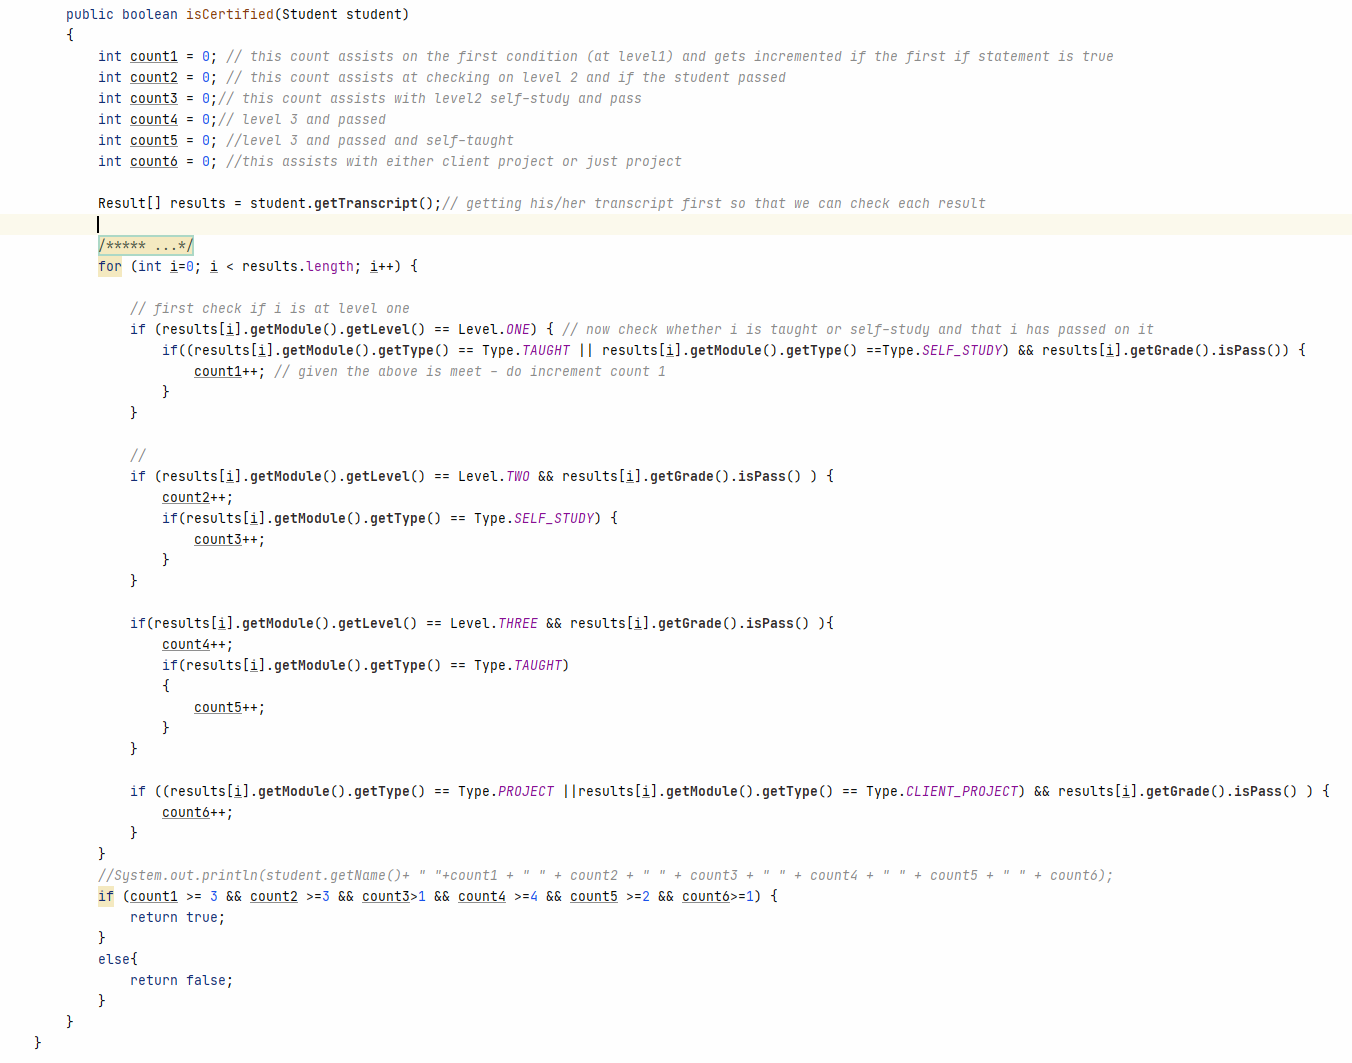 public boolean isCertified(Student student)
{
int count1 = 0; // this count assists on the first condition (at level1) and gets incremented if the first if statement is true
int count2 = 0; // this count assists at checking on level 2 and if the student passed
int count3 = 0;// this count assists with level2 self-study and pass
int count4 = 0;// level 3 and passed
int count5 = 0; //level 3 and passed and self-taught
int count6 = 0; //this assists with either client project or just project
Result[] results = student.getTranscript();// getting his/her transcript first so that we can check each result
/***** ...*/
for (int i=0; i < results.length; i++) {
// first check if i is at level one
if (results[i].getModule().getLevel() == Level.ONE) { // now check whether i is taught or self-study and that i has passed on it
if((results[i].getModule().getType() == Type.TAUGHT || results[i].getModule().getType() ==Type.SELF_STUDY) && results[i].getGrade().isPass()) {
count1++; // given the above is meet - do increment count 1
}
}
//
if (results[i].getModule().getLevel() == Level.TWO && results[i].getGrade().isPass() ) {
count2++;
if(results[i].getModule().getType() == Type.SELF_STUDY) {
count3++;
}
}
if(results[i].getModule().getLevel() == Level.THREE && results[i].getGrade().isPass() ){
count4++;
if(results[i].getModule().getType() == Type.TAUGHT)
{
count5++;
}
}
if ((results[i].getModule().getType() == Type.PROJECT ||results[i].getModule().getType() == Type.CLIENT_PROJECT) && results[i].getGrade().isPass() ) {
count6++;
}
}
//System.out.println(student.getName()+ " "+count1 + " " + count2 + " " + count3 + " " + count4 + " " + count5 + " " + count6);
if (count1 >= 3 && count2 >=3 && count3>1 && count4 >=4 && count5 >=2 && count6>=1) {
return true;
}
else{
return false;
}
}
}